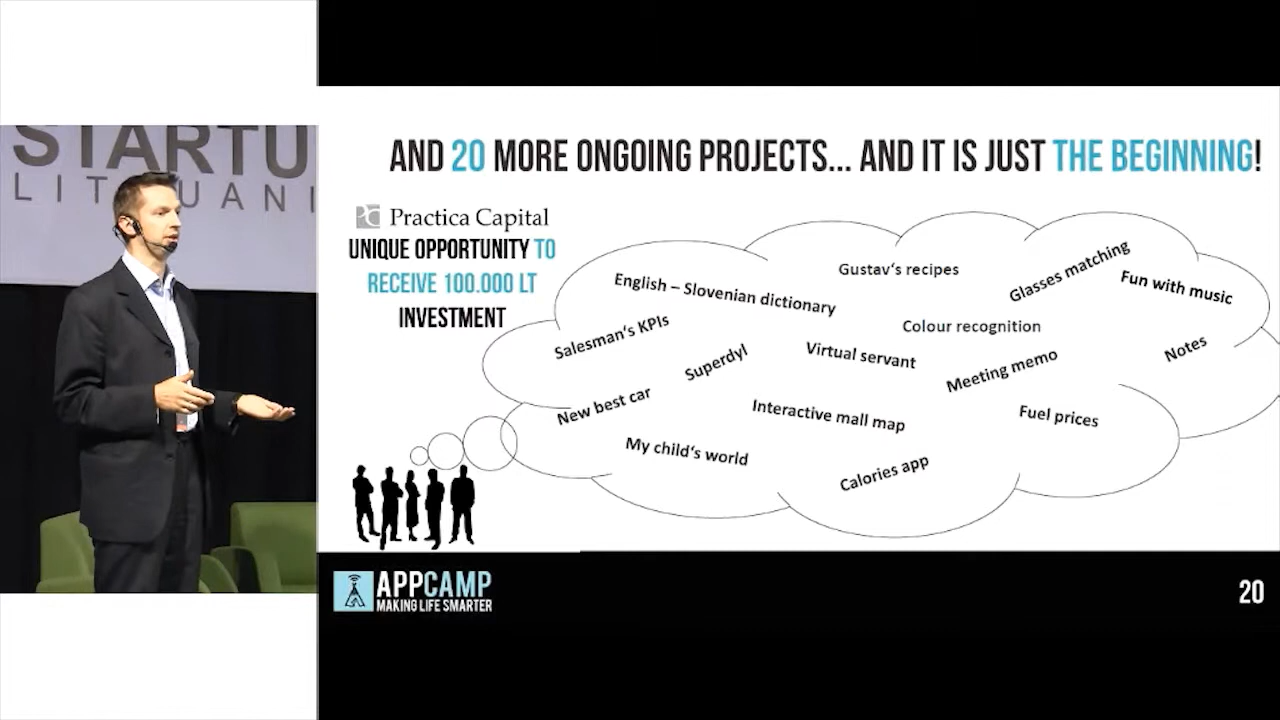 STARTU
LITHUANI
AND 20 MORE ONGOING PROJECTS... AND IT IS JUST THE BEGINNING!
Practica Capital
UNIQUE OPPORTUNITY TO
RECEIVE 100.000 LT
INVESTMENT
English – Slovenian dictionary
Gustav‘s recipes
Glasses matching
Fun with music
Salesman‘s KPIs
Superdyl
Virtual servant
Colour recognition
Meeting memo
Notes
New best car
Interactive mall map
Fuel prices
My child‘s world
Calories app
APPCAMP
MAKING LIFE SMARTER
20